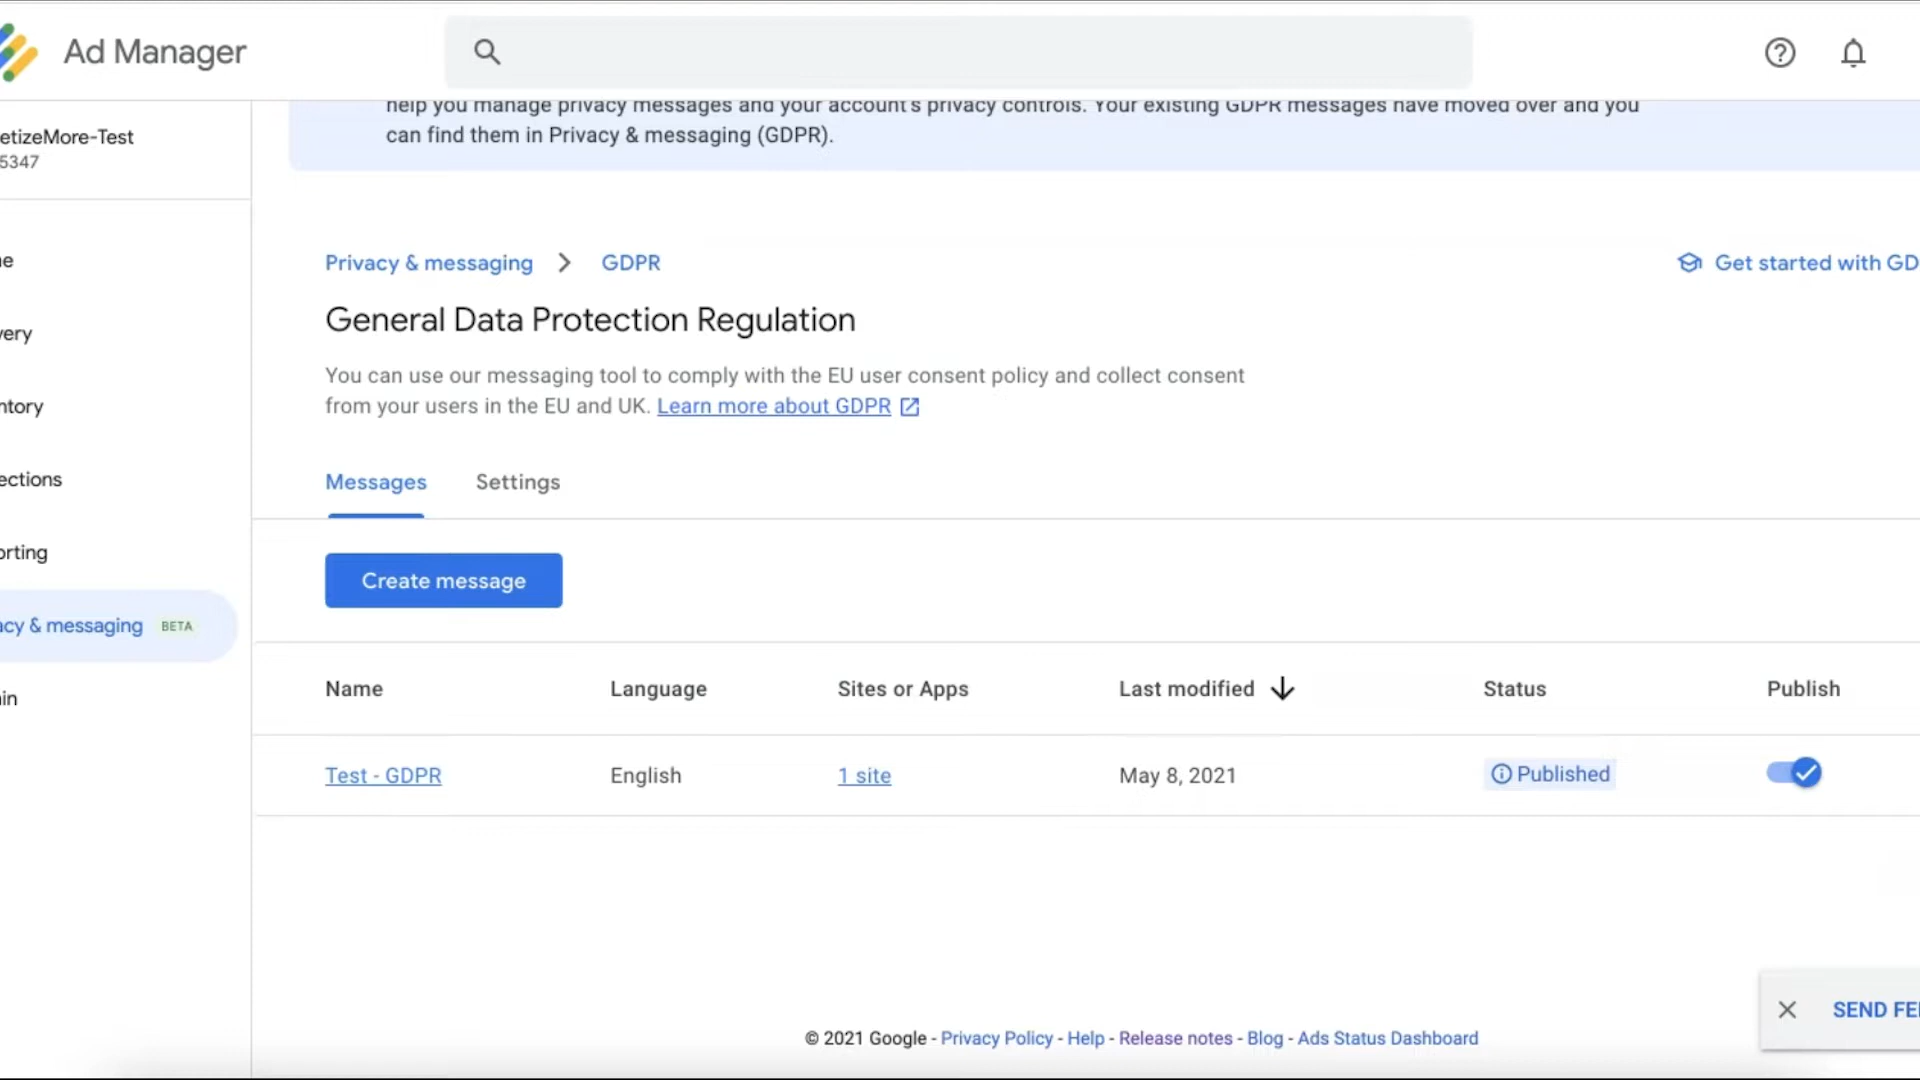 Ad Manager
etizeMore-Test
5347
help you manage privacy messages and your account's privacy controls. Your existing GDPR messages have moved over and you
can find them in Privacy & messaging (GDPR).
Privacy & messaging > GDPR
Get started with GD
General Data Protection Regulation
You can use our messaging tool to comply with the EU user consent policy and collect consent
from your users in the EU and UK. Learn more about GDPR
Messages Settings
Create message
e
very
ntory
ections
orting
acy & messaging BETA
in
Name Language Sites or Apps Last modified Status Publish
Test - GDPR English 1 site May 8, 2021 Published
SEND FE
© 2021 Google - Privacy Policy - Help - Release notes - Blog - Ads Status Dashboard